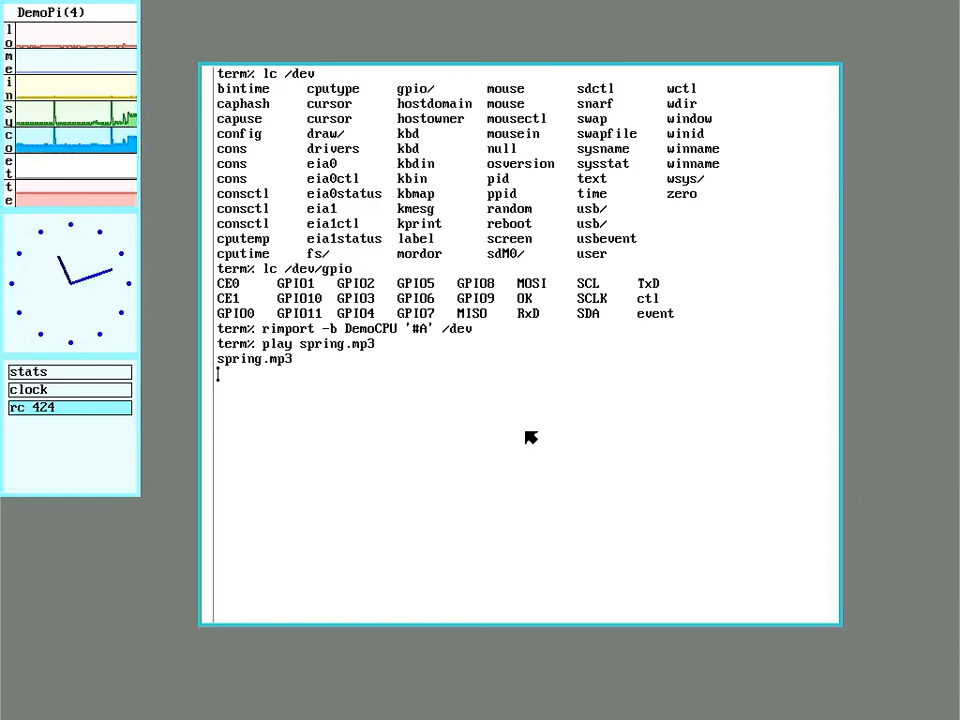 DemoPi(4)
l
o
m
e
i
n
s
y
c
o
e
t
t
e
stats
clock
rc 424
term% lc /dev
bintime cputype gpio/ mouse sdctl wctl
caphash cursor hostdomain mouse snarf wdir
capuse cursor hostowner mousectl swap window
config draw/ kbd mousein swapfile winid
cons drivers kbd null sysname winname
cons eia0 kbdin osversion sysstat winname
cons eia0ctl kbin pid text wsys/
consctl eia0status kbmap ppid time zero
consctl eia1 kmesg random usb/
consctl eia1ctl kprint reboot usb/
cputemp eia1status label screen usbevent
cputime fs/ mordor sdM0/ user
term% lc /dev/gpio
CE0 GPIO1 GPIO2 GPIO5 GPIO8 MOSI SCL TxD
CE1 GPIO10 GPIO3 GPIO6 GPIO9 OK SCLK ctl
GPIO0 GPIO11 GPIO4 GPIO7 MISO RxD SDA event
term% rimport -b DemoCPU '#A' /dev
term% play spring.mp3
spring.mp3